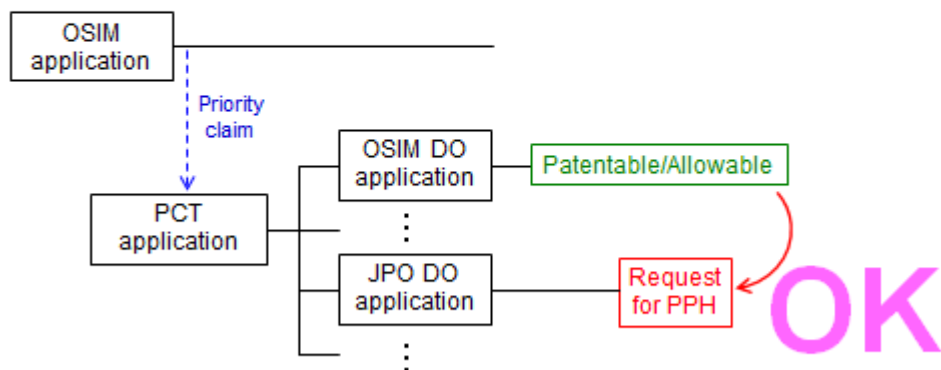 OSIM
application
Priority
claim
OSIM DO
application
Patentable/Allowable
PCT
application
JPO DO
application
Request
for PPH
OK